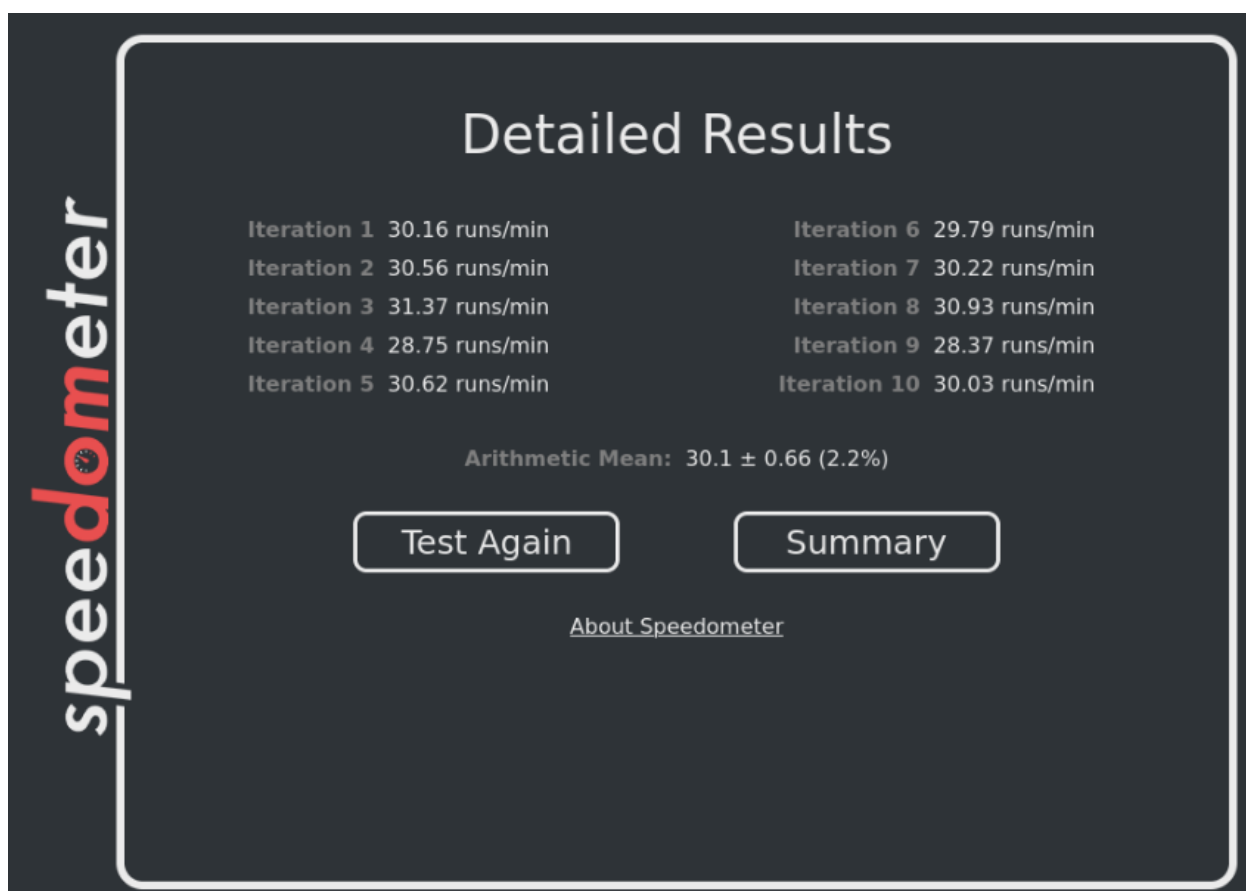 speedometer
Detailed Results
Iteration 1 30.16 runs/min
Iteration 2 30.56 runs/min
Iteration 3 31.37 runs/min
Iteration 4 28.75 runs/min
Iteration 5 30.62 runs/min
Iteration 6 29.79 runs/min
Iteration 7 30.22 runs/min
Iteration 8 30.93 runs/min
Iteration 9 28.37 runs/min
Iteration 10 30.03 runs/min
Arithmetic Mean: 30.1 ± 0.66 (2.2%)
Test Again
Summary
About Speedometer